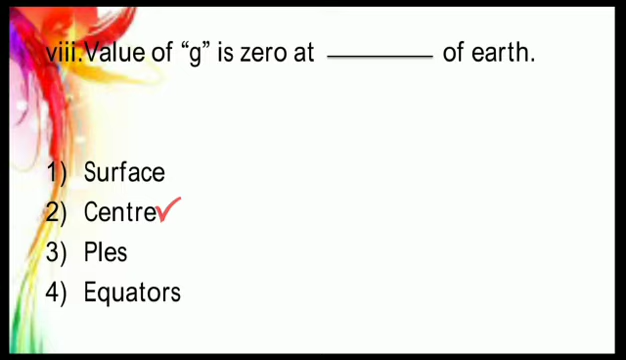 viii.Value of “g” is zero at ________ of earth.
1) Surface
2) Centre✓
3) Ples
4) Equators